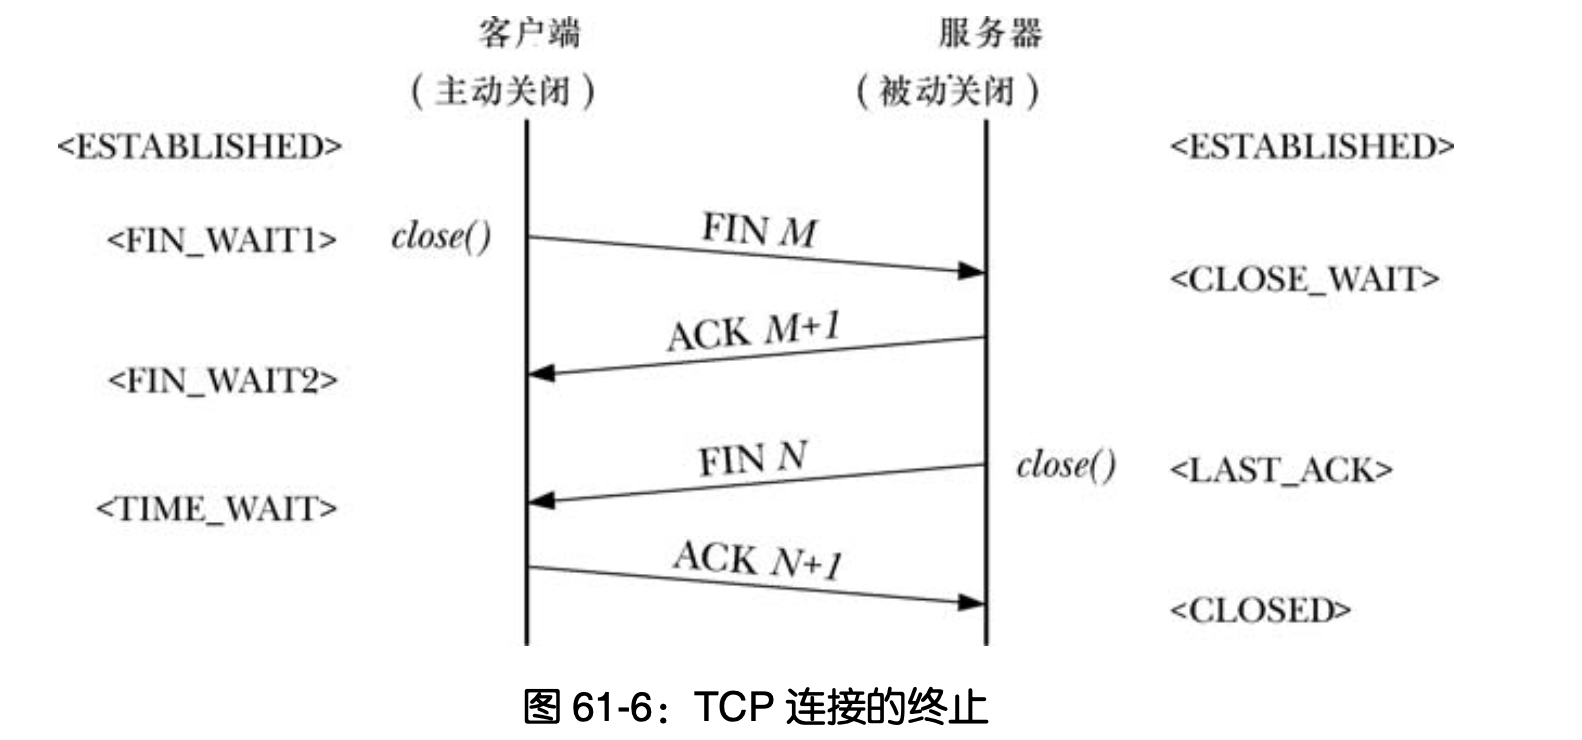 客户端 服务器
(主动关闭) (被动关闭)
<ESTABLISHED> <ESTABLISHED>
<FIN_WAIT1> close() FIN M
<CLOSE_WAIT>
ACK M+1
<FIN_WAIT2>
FIN N close() <LAST_ACK>
<TIME_WAIT>
ACK N+1
<CLOSED>
图 61-6：TCP 连接的终止